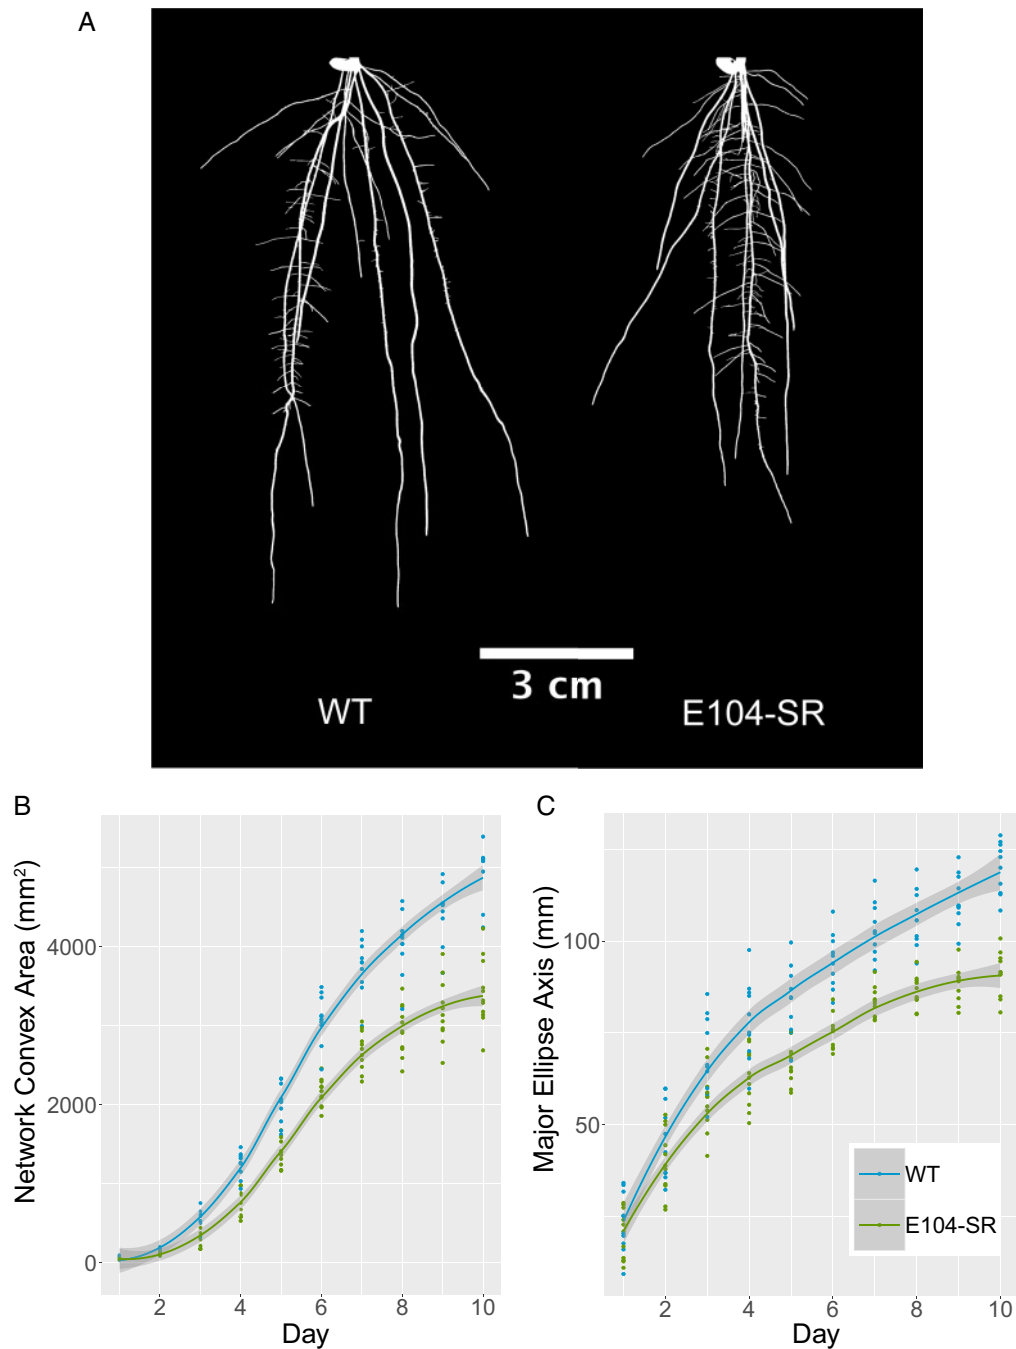 A
3 cm
WT
E104-SR
B
Network Convex Area (mm²)
4000
2000
0
2 4 6 8 10
Day
C
Major Ellipse Axis (mm)
100
50
WT
E104-SR
2 4 6 8 10
Day